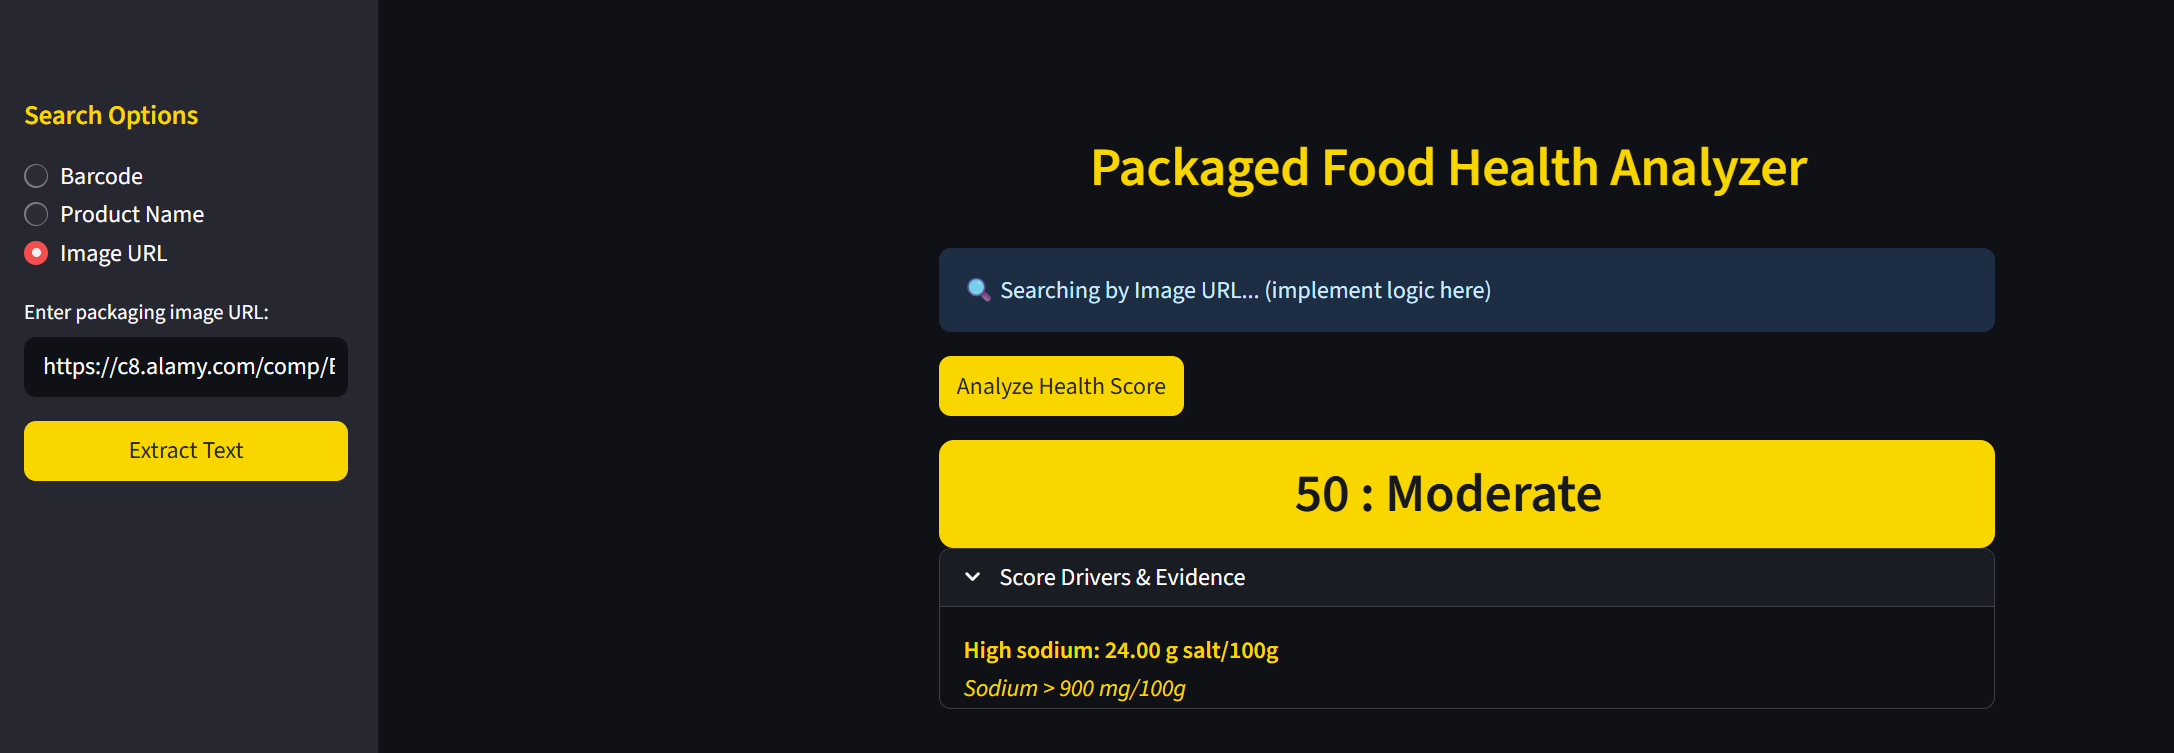 Search Options
Barcode
Product Name
Image URL
Enter packaging image URL:
https://c8.alamy.com/comp/E
Extract Text
Packaged Food Health Analyzer
🔍 Searching by Image URL... (implement logic here)
Analyze Health Score
50 : Moderate
Score Drivers & Evidence
High sodium: 24.00 g salt/100g
Sodium > 900 mg/100g